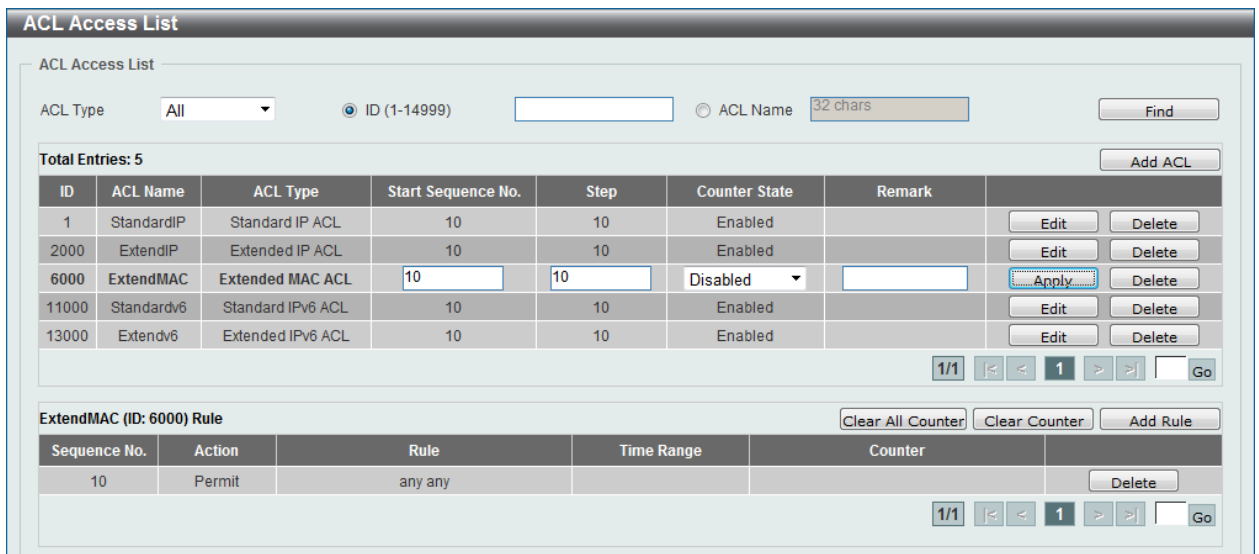 ACL Access List
ACL Access List
ACL Type All ID (1-14999) ACL Name 32 chars Find
Total Entries: 5 Add ACL
ID ACL Name ACL Type Start Sequence No. Step Counter State Remark
1 StandardIP Standard IP ACL 10 10 Enabled Edit Delete
2000 ExtendIP Extended IP ACL 10 10 Enabled Edit Delete
6000 ExtendMAC Extended MAC ACL 10 10 Disabled Apply Delete
11000 Standardv6 Standard IPv6 ACL 10 10 Enabled Edit Delete
13000 Extendv6 Extended IPv6 ACL 10 10 Enabled Edit Delete
1/1 |< < 1 > >| Go
ExtendMAC (ID: 6000) Rule Clear All Counter Clear Counter Add Rule
Sequence No. Action Rule Time Range Counter
10 Permit any any Delete
1/1 |< < 1 > >| Go